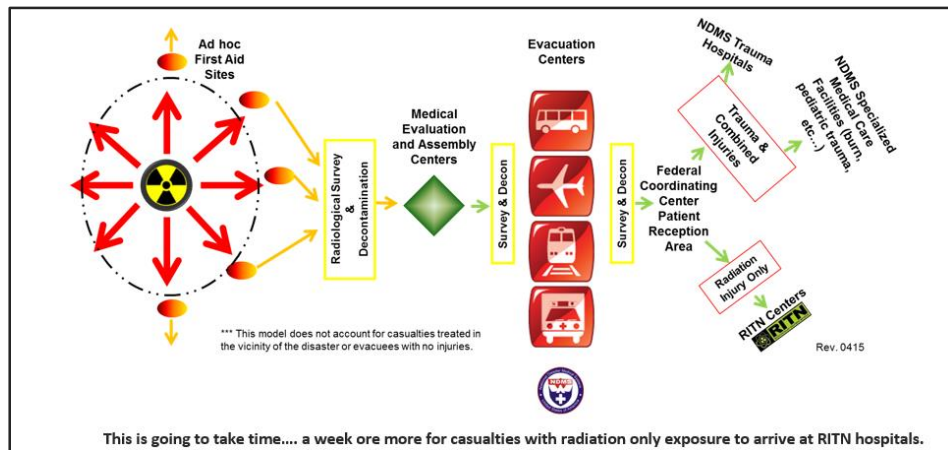 Ad hoc
First Aid
Sites
Radiological Survey
&
Decontamination
Medical
Evaluation
and Assembly
Centers
Survey & Decon
Evacuation
Centers
Survey & Decon
Federal
Coordinating
Center
Patient
Reception
Area
NDMS Trauma
Hospitals
Trauma &
Combined
Injuries
NDMS Specialized
Medical Care
Facilities (burn,
pediatric trauma,
etc...)
Radiation
Injury Only
RITN Centers
RITN
*** This model does not account for casualties treated in
the vicinity of the disaster or evacuees with no injuries.
Rev. 0415
NDMS
This is going to take time.... a week ore more for casualties with radiation only exposure to arrive at RITN hospitals.